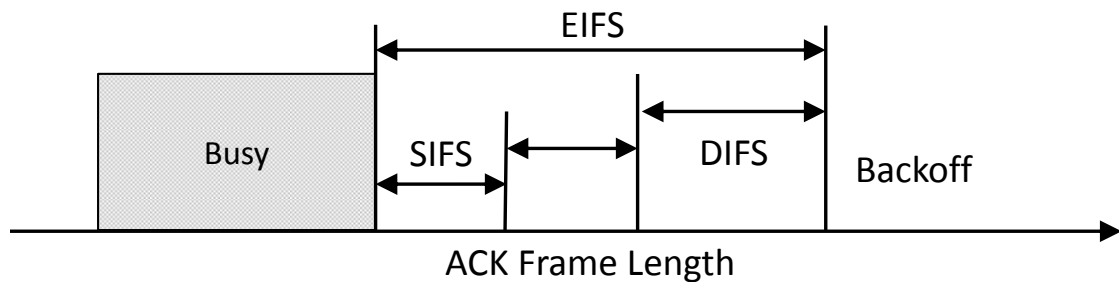 EIFS
Busy
SIFS
DIFS
Backoff
ACK Frame Length